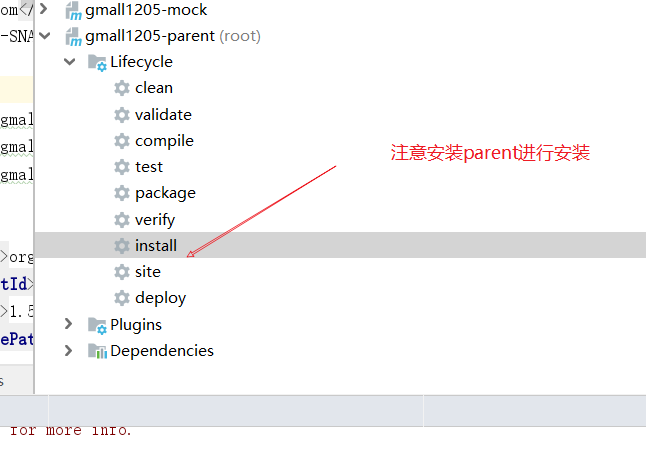 om</
gmall1205-mock
-SNA
gmall1205-parent (root)
Lifecycle
clean
validate
gmal
compile
gmal
test
gmal
package
verify
install
>org
site
tId>
deploy
>1.5
Plugins
ePat
Dependencies
s
for more info.
注意安装parent进行安装